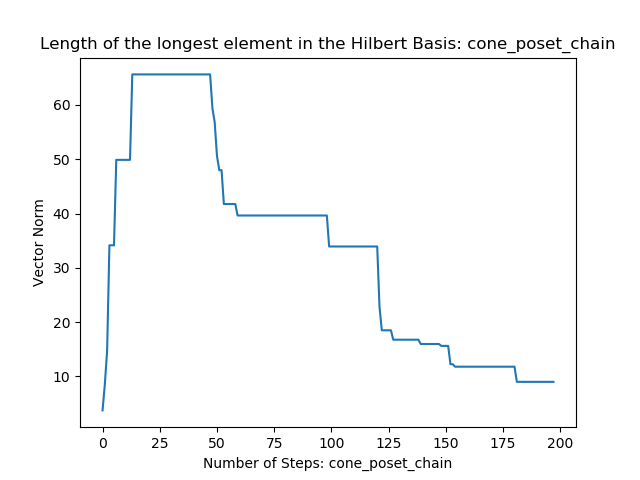 Length of the longest element in the Hilbert Basis: cone_poset_chain
Vector Norm
60
50
40
30
20
10
0 25 50 75 100 125 150 175 200
Number of Steps: cone_poset_chain